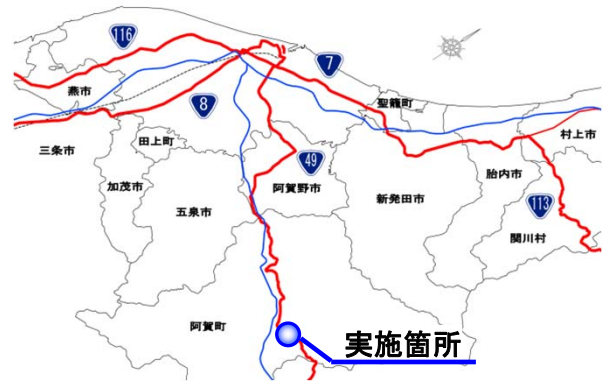 116
7
燕市
8
聖籠町
村上市
三条市
田上町
49
胎内市
加茂市
阿賀野市
新発田市
113
五泉市
関川村
阿賀町
実施箇所